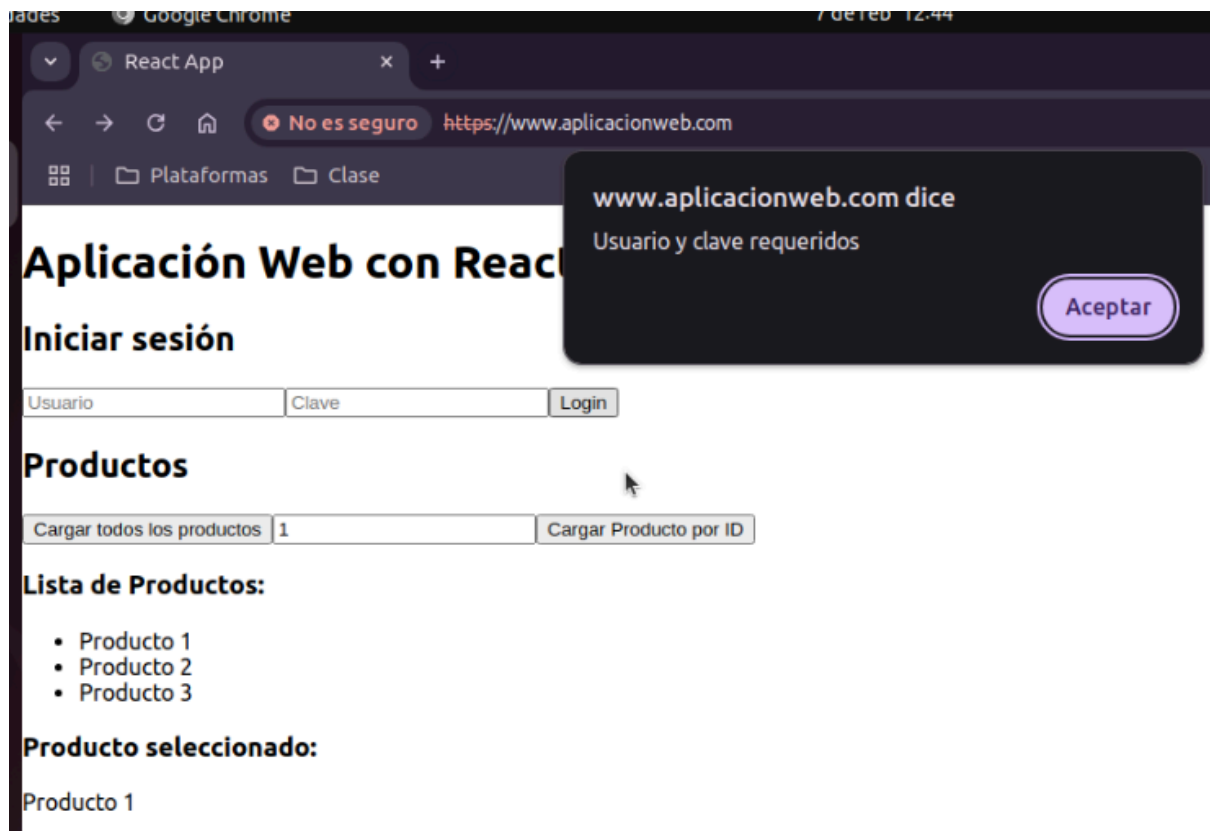 Google Chrome
7 de feb 12:44
React App
No es seguro https://www.aplicacionweb.com
Plataformas Clase
www.aplicacionweb.com dice
Usuario y clave requeridos
Aceptar
Aplicación Web con React
Iniciar sesión
Usuario Clave Login
Productos
Cargar todos los productos 1 Cargar Producto por ID
Lista de Productos:
• Producto 1
• Producto 2
• Producto 3
Producto seleccionado:
Producto 1